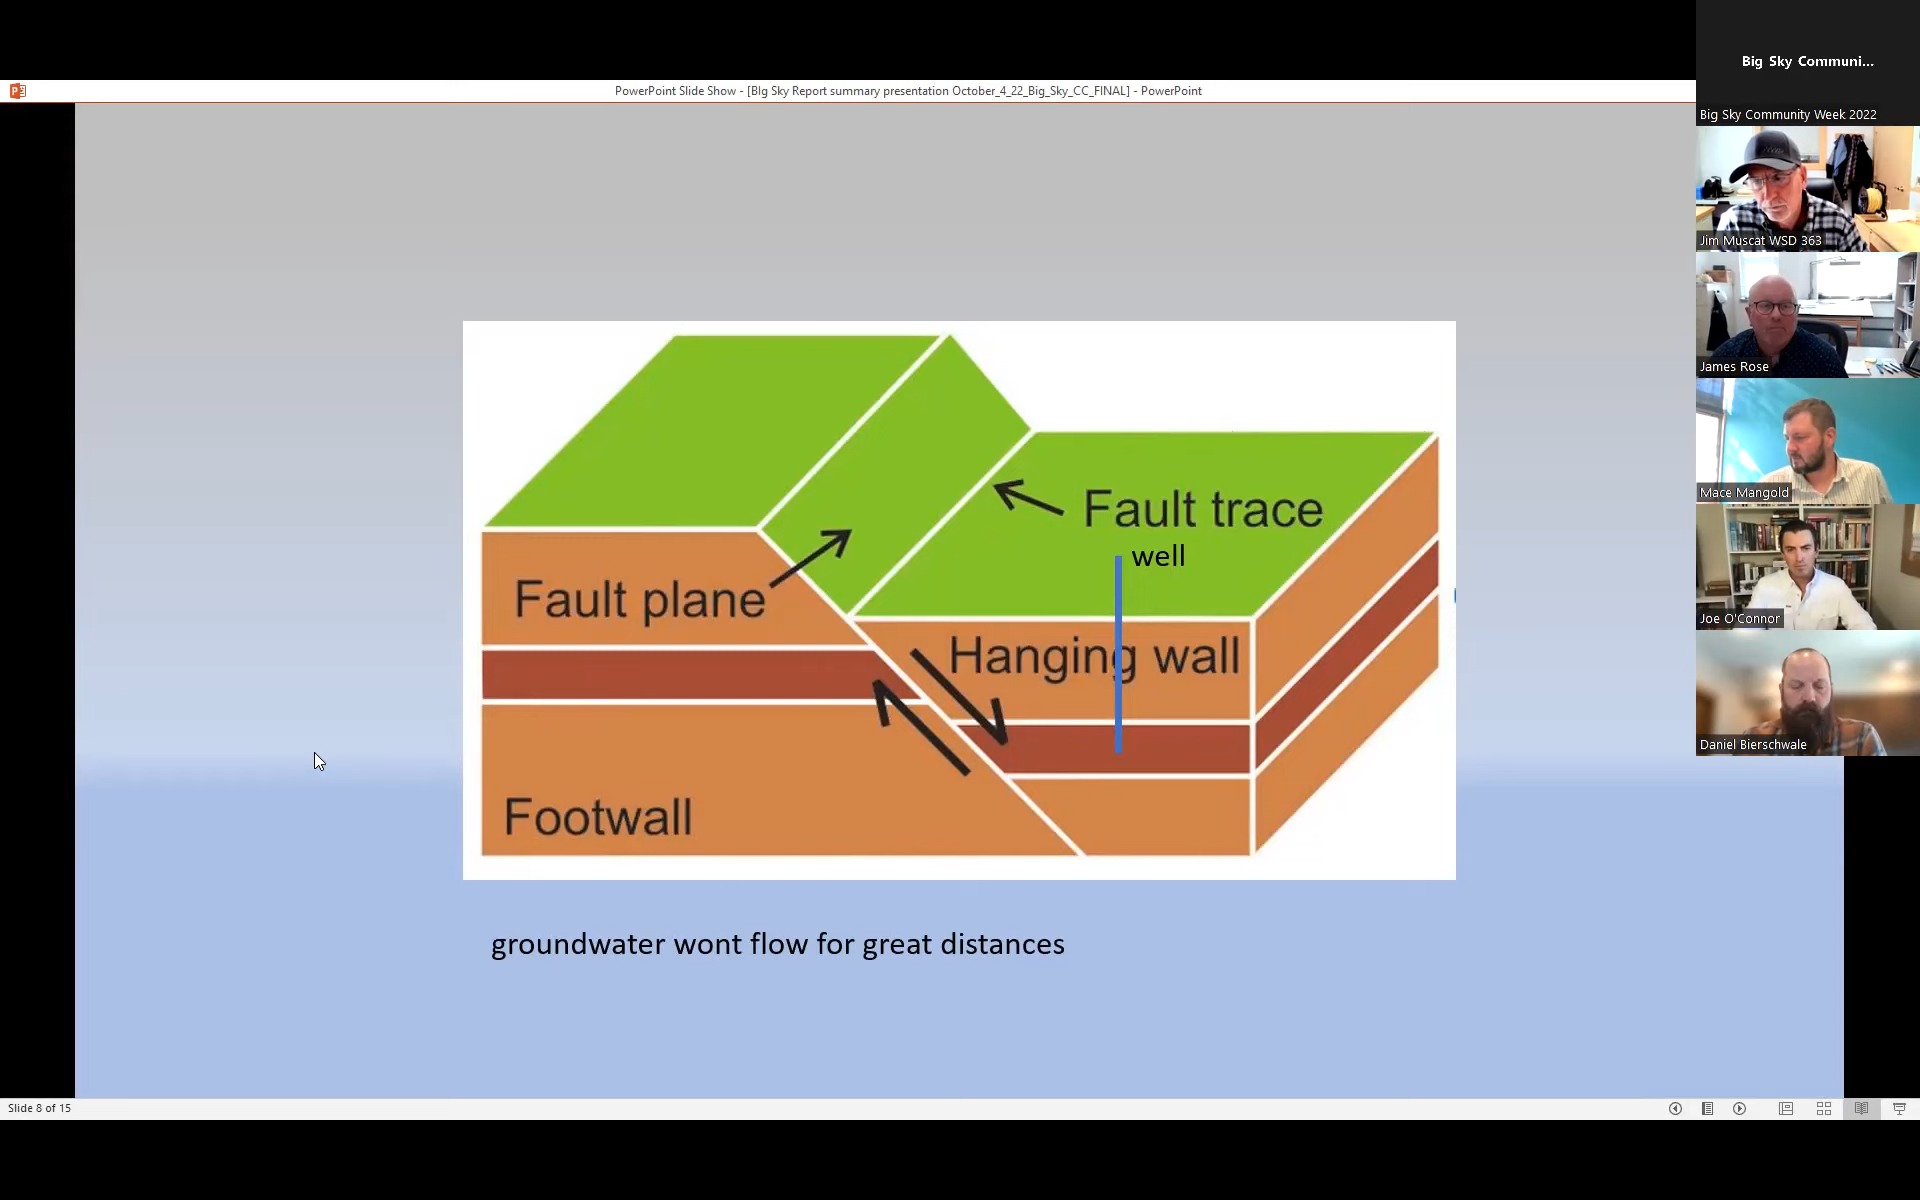 PowerPoint Slide Show - [BIg Sky Report summary presentation October_4_22_Big_Sky_CC_FINAL] - PowerPoint
Big Sky Communi...
Big Sky Community Week 2022
Jim Muscat WSD 363
James Rose
Mace Mangold
Joe O'Connor
Daniel Bierschwale
Fault trace
well
Fault plane
Hanging wall
Footwall
groundwater wont flow for great distances
Slide 8 of 15